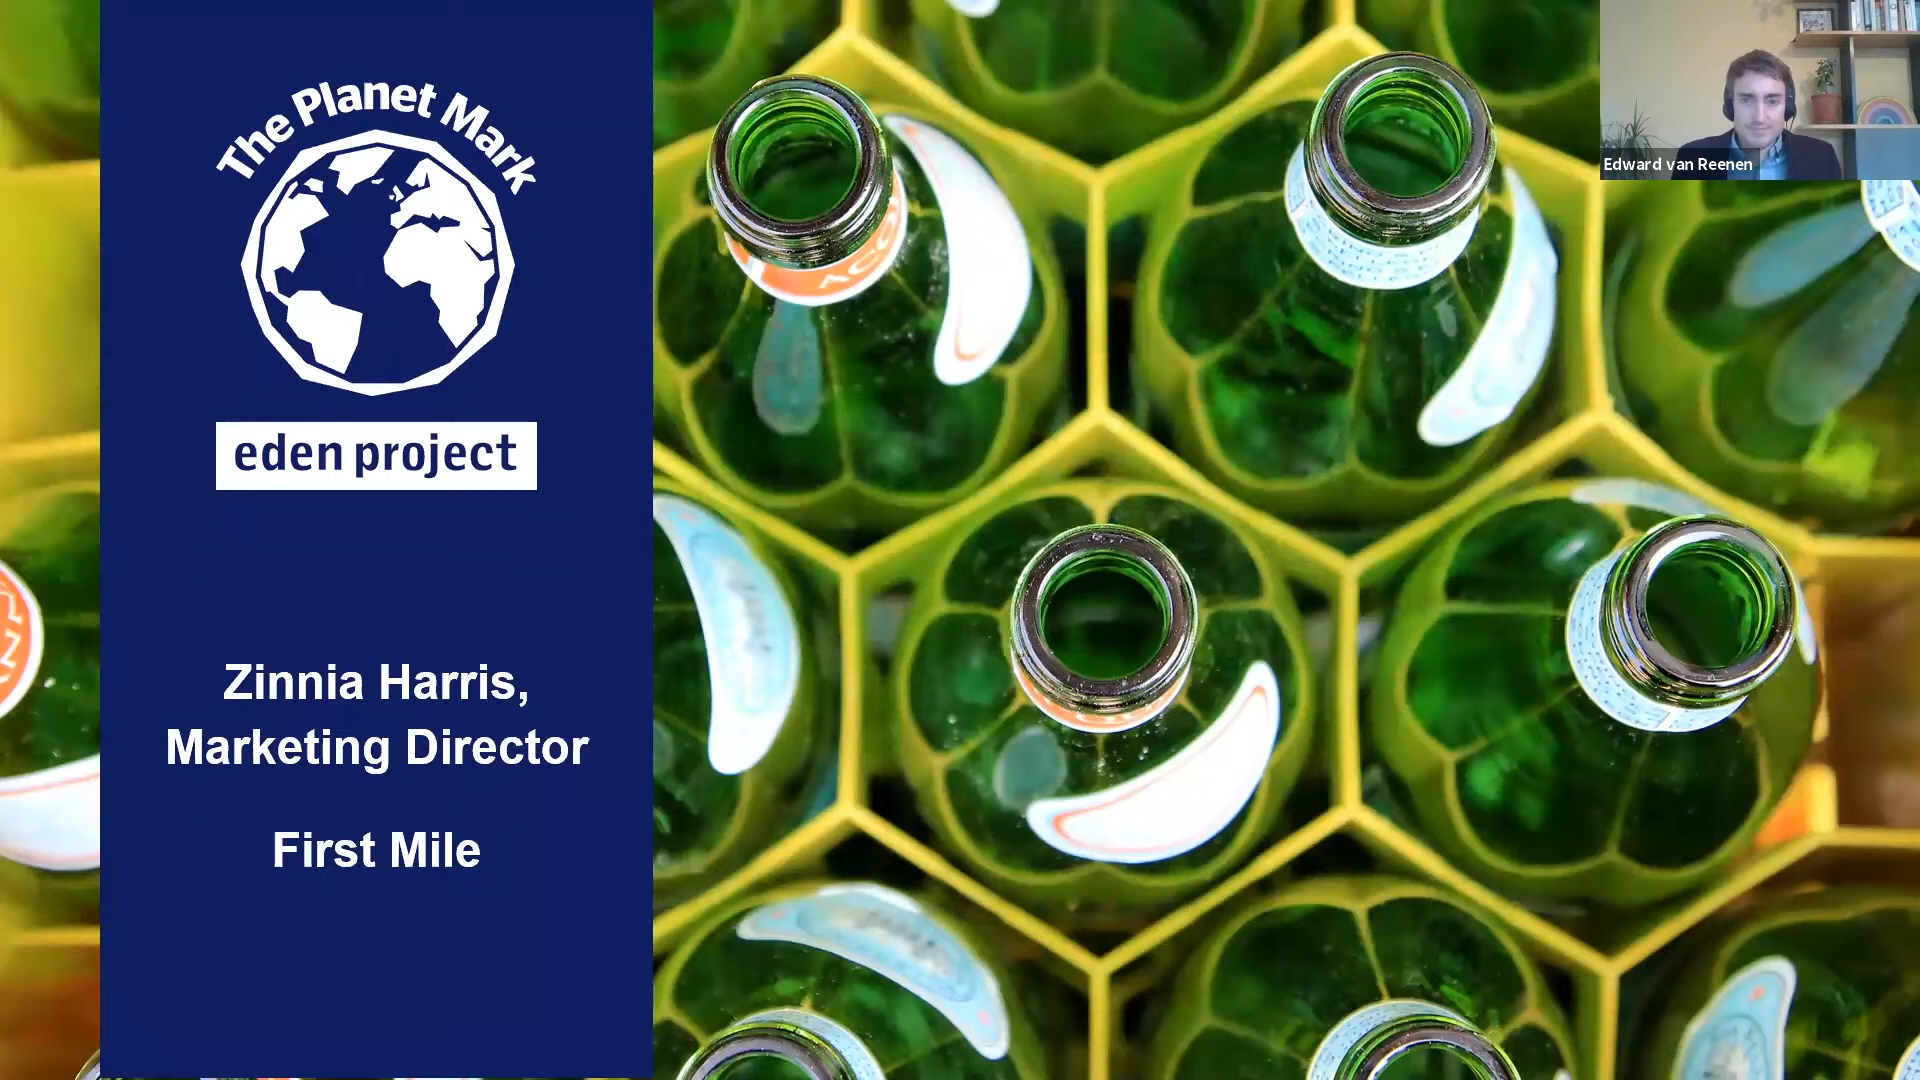 The Planet Mark
eden project
Zinnia Harris,
Marketing Director
First Mile
Edward van Reenen